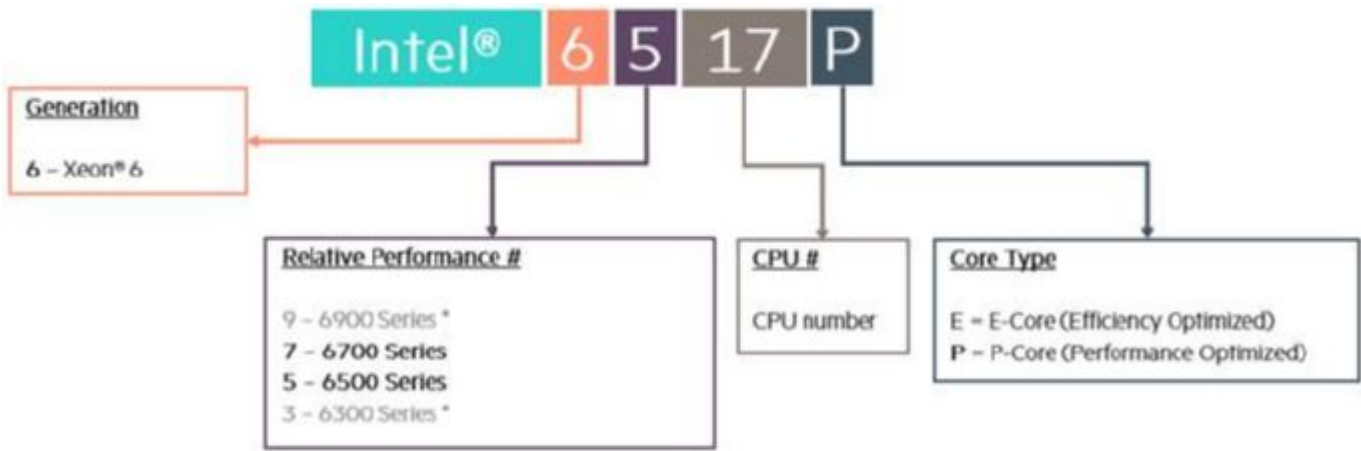 Intel® 6 5 17 P
Generation
6 – Xeon® 6
Relative Performance #
9 – 6900 Series *
7 – 6700 Series
5 – 6500 Series
3 – 6300 Series *
CPU #
CPU number
Core Type
E = E-Core (Efficiency Optimized)
P – P-Core (Performance Optimized)